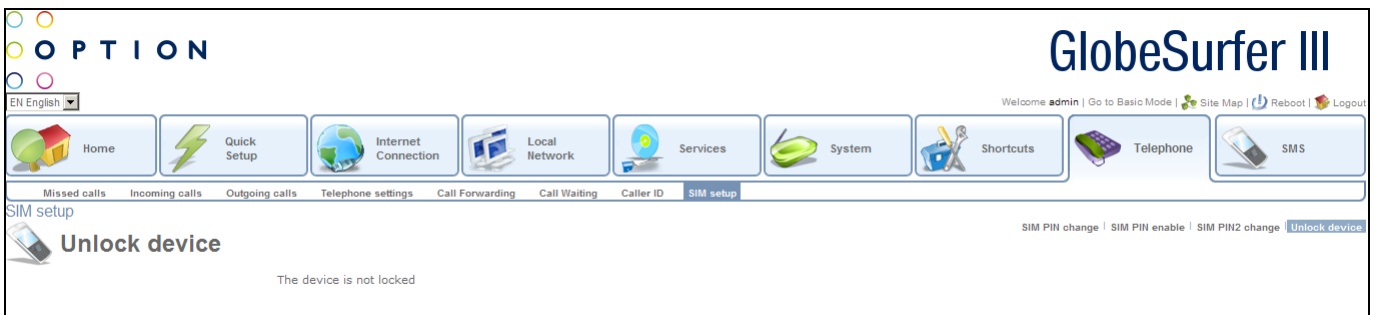 OPTION
GlobeSurfer III
EN English
Welcome admin | Go to Basic Mode | Site Map | Reboot | Logout
Home Quick Setup Internet Connection Local Network Services System Shortcuts Telephone SMS
Missed calls Incoming calls Outgoing calls Telephone settings Call Forwarding Call Waiting Caller ID SIM setup
SIM setup
SIM PIN change | SIM PIN enable | SIM PIN2 change | Unlock device
Unlock device
The device is not locked